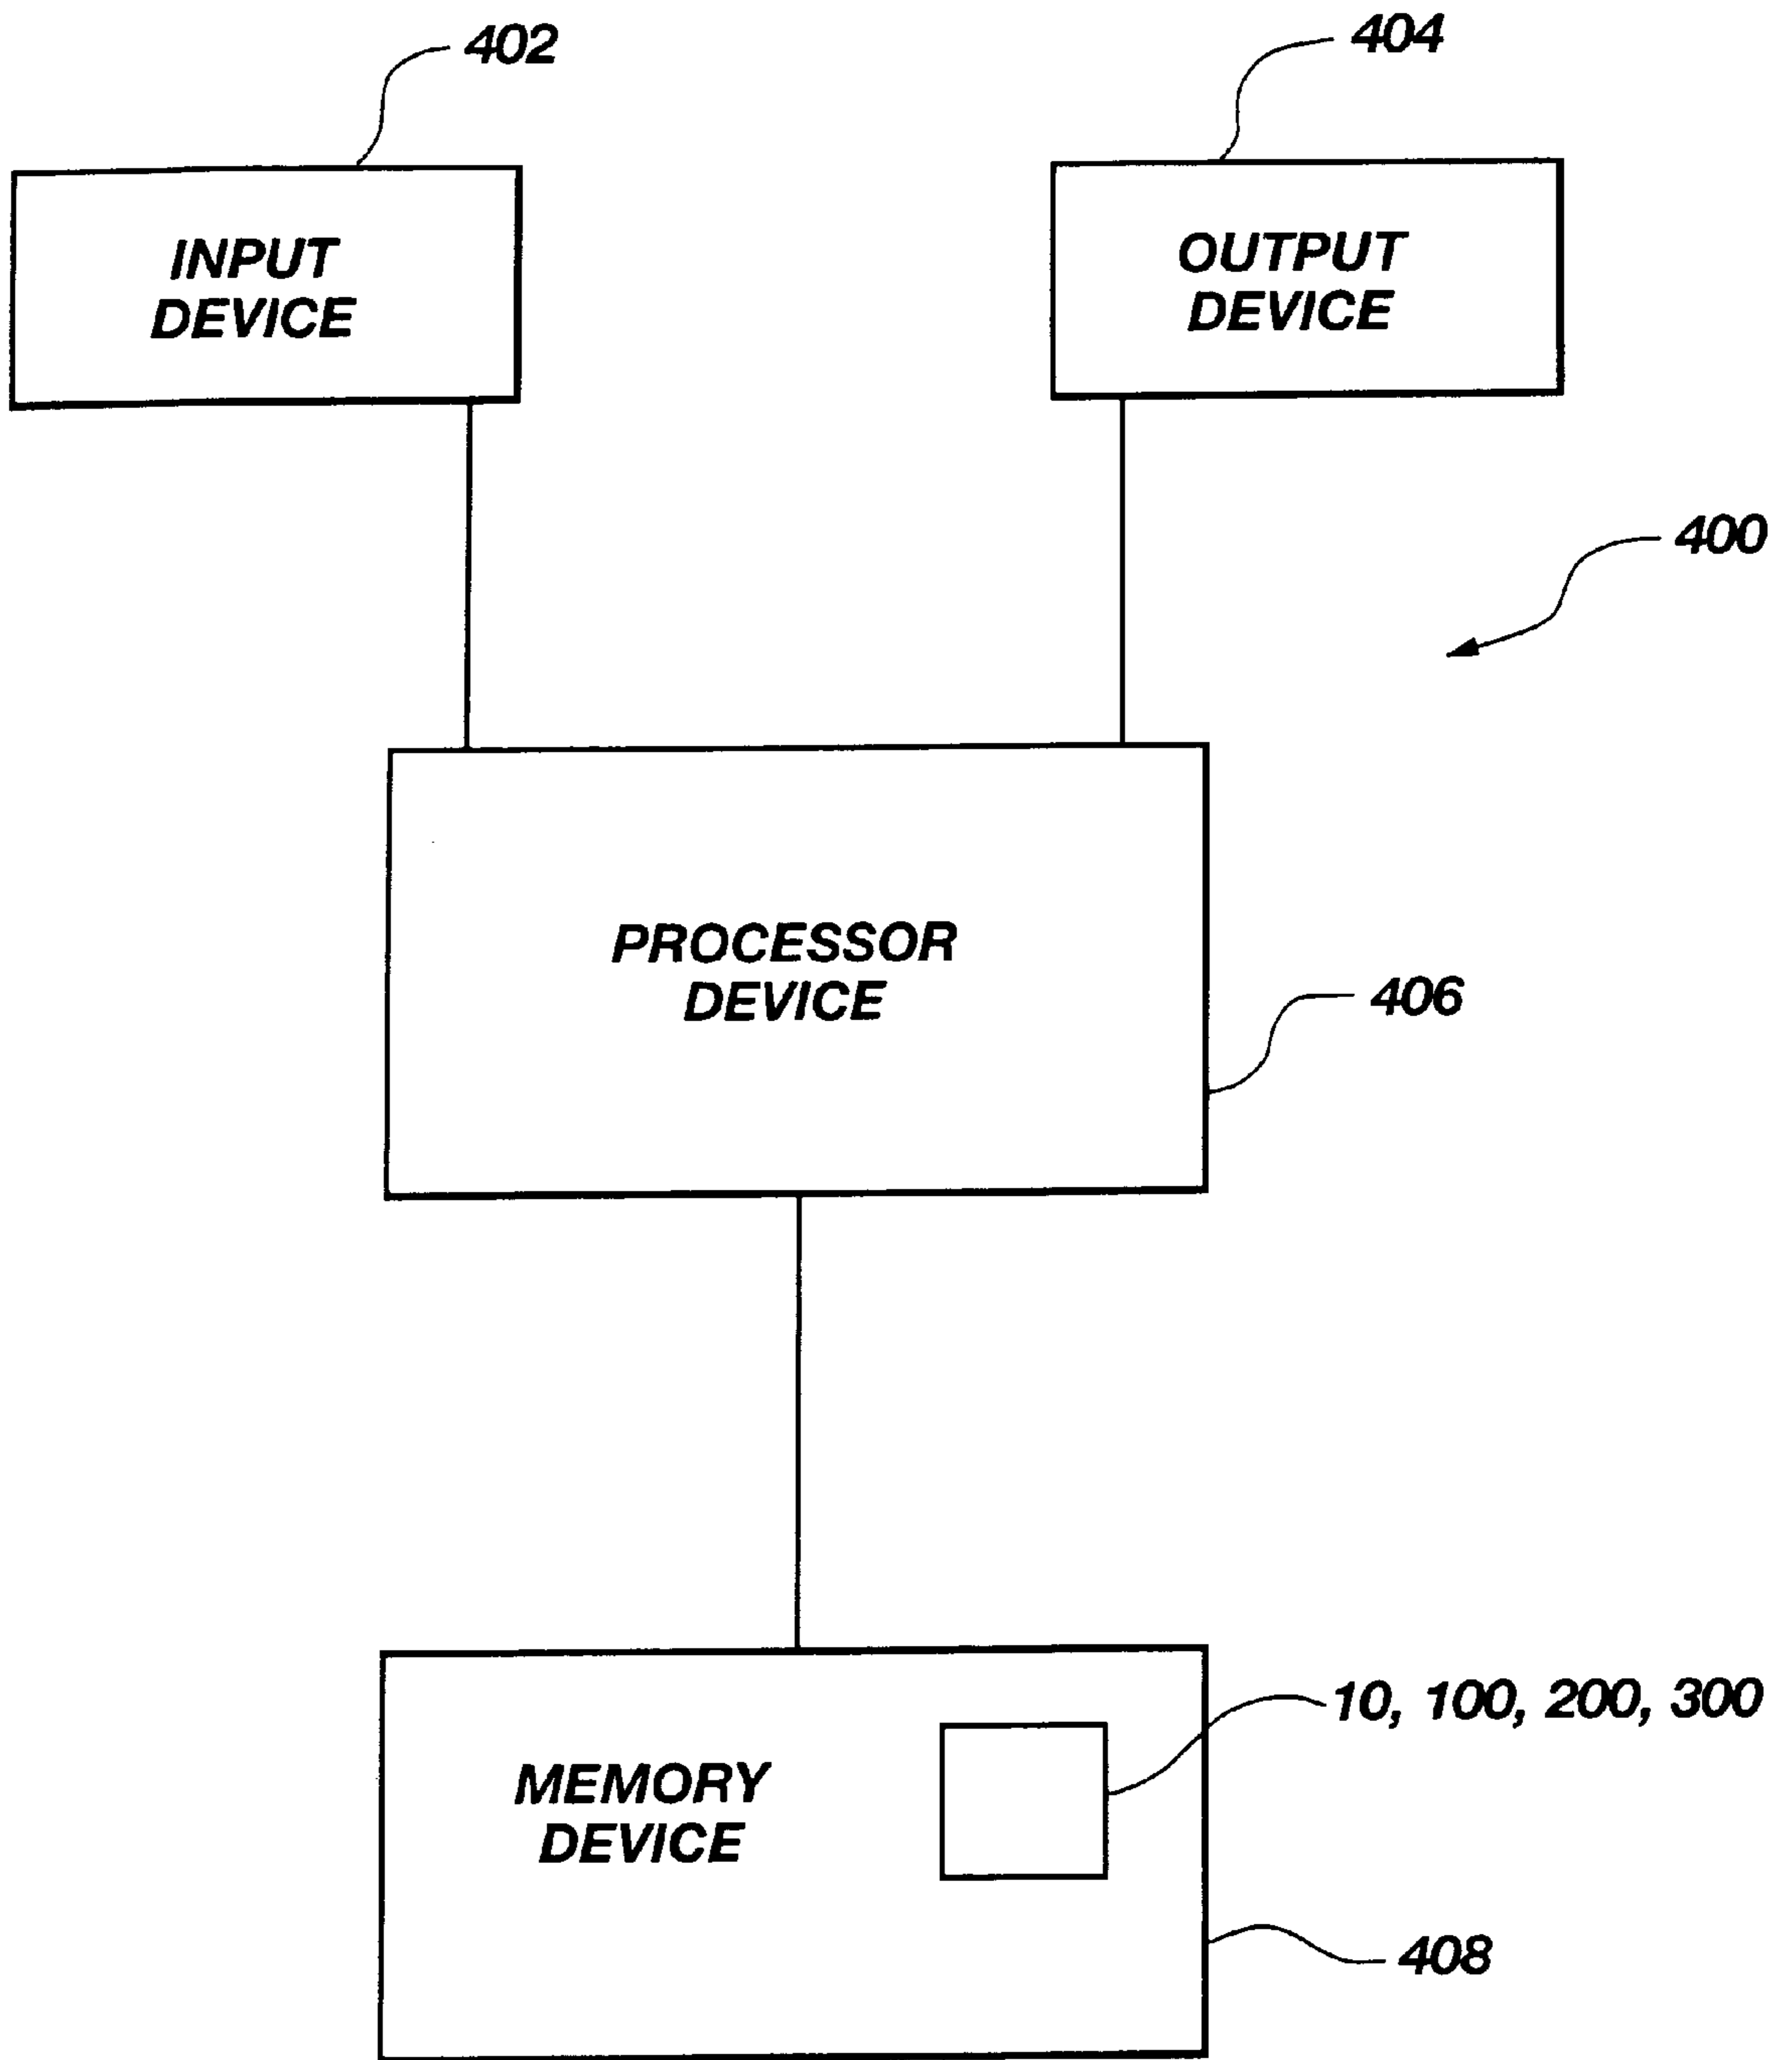 402
404
INPUT
DEVICE
OUTPUT
DEVICE
400
PROCESSOR
DEVICE
406
10, 100, 200, 300
MEMORY
DEVICE
408